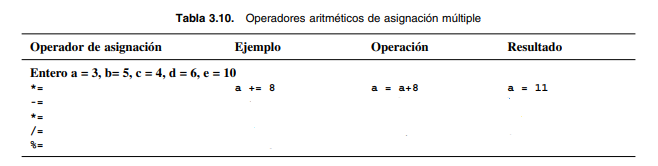 Tabla 3.10. Operadores aritméticos de asignación múltiple
Operador de asignación Ejemplo Operación Resultado
Entero a = 3, b= 5, c = 4, d = 6, e = 10
*= a += 8 a = a+8 a = 11
-=
*=
/=
%=